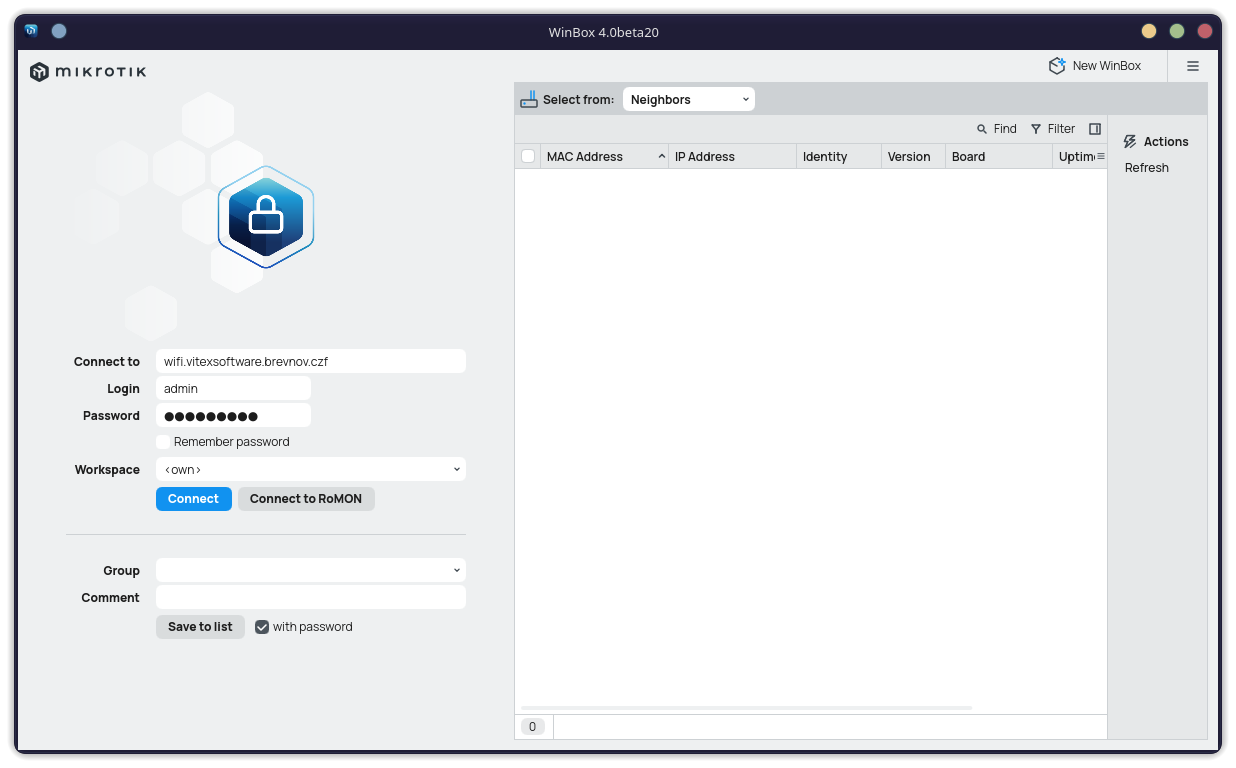 WinBox 4.0beta20
mikrotik
New WinBox
Select from: Neighbors
Find Filter
Actions
MAC Address IP Address Identity Version Board
Refresh
Connect to wifi.vitexsoftware.brevnov.czf
Login admin
Password ●●●●●●●●●
Remember password
Workspace <own>
Connect Connect to RoMON
Group
Comment
Save to list with password
0